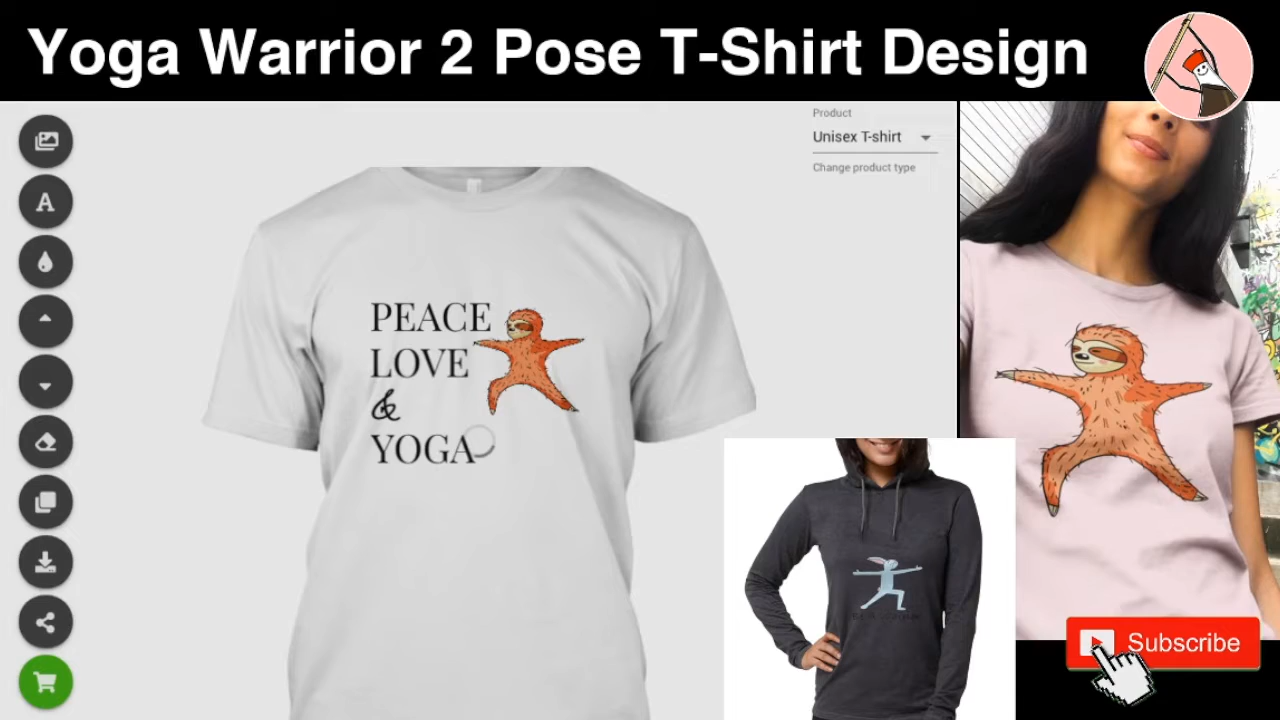 Yoga Warrior 2 Pose T-Shirt Design
Product
Unisex T-shirt
Change product type
A
PEACE
LOVE
&
YOGA
Subscribe